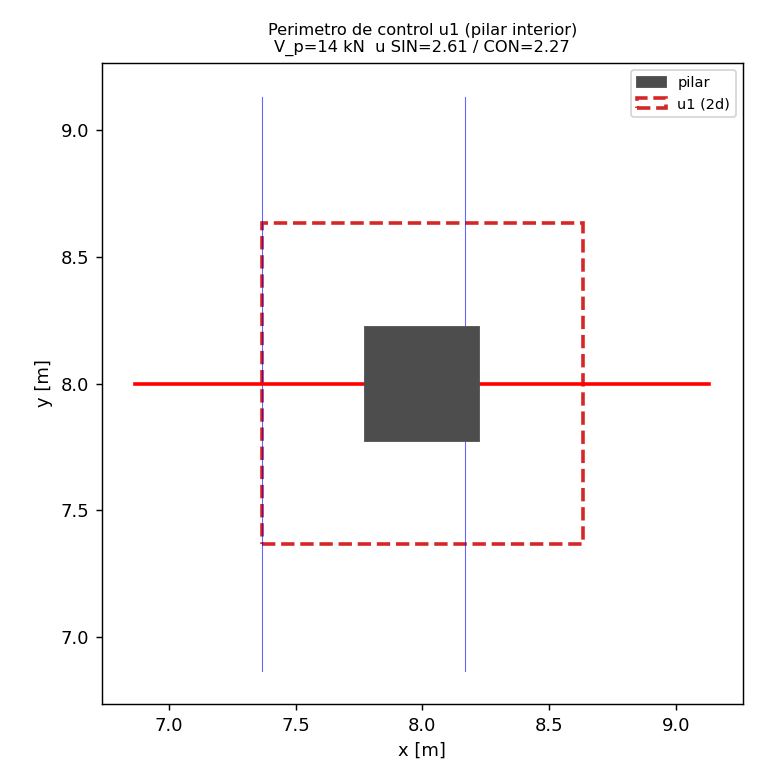 Perimetro de control u1 (pilar interior)
V_p=14 kN  u SIN=2.61 / CON=2.27
pilar
u1 (2d)
9.0
8.5
8.0
7.5
7.0
y [m]
7.0 7.5 8.0 8.5 9.0
x [m]